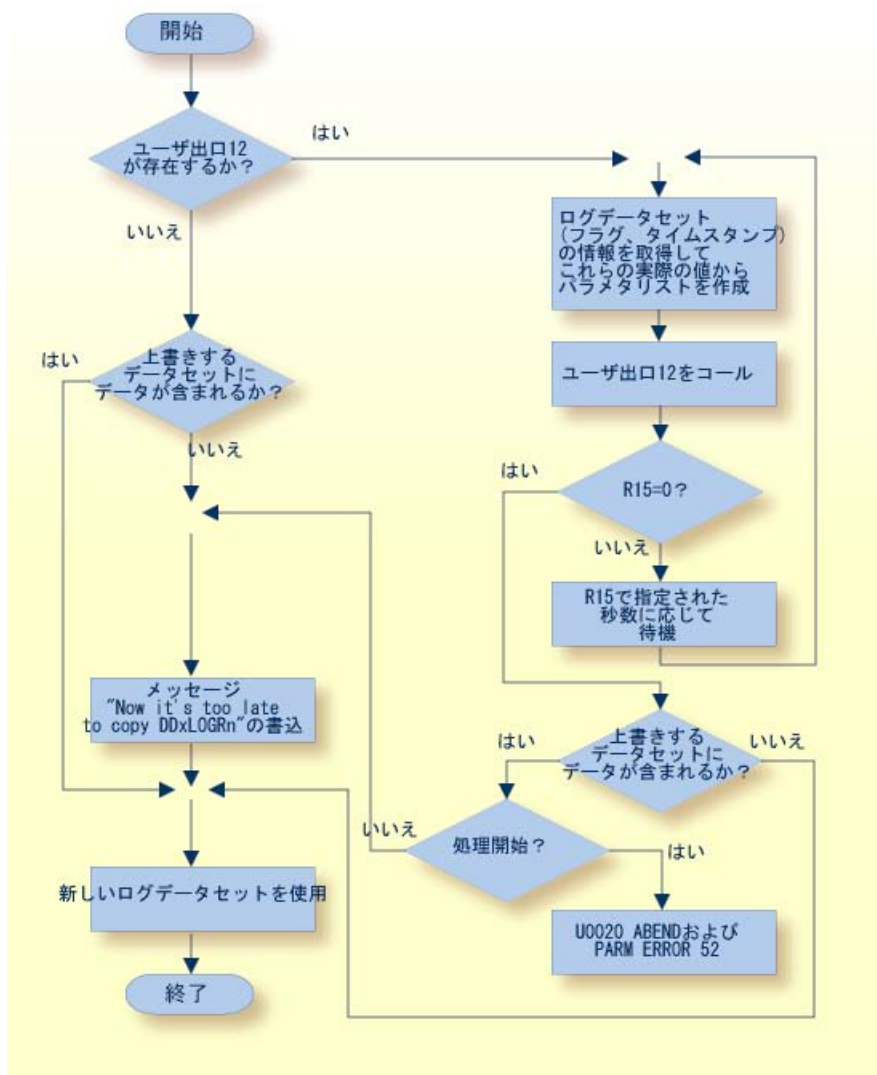 開始
ユーザ出口12
が存在するか？
はい
いいえ
ログデータセット
(フラグ、タイムスタンプ)
の情報を取得して
これらの実際の値から
パラメタリストを作成
ユーザ出口12をコール
はい
上書きする
データセットに
データが含まれるか？
いいえ
はい
R15=0？
いいえ
R15で指定された
秒数に応じて
待機
メッセージ
"Now it's too late
to copy DDxLOGRn"の書込
はい
上書きする
データセットに
データが含まれるか？
いいえ
いいえ
処理開始？
はい
新しいログデータセットを使用
U0020 ABENDおよび
PARM ERROR 52
終了